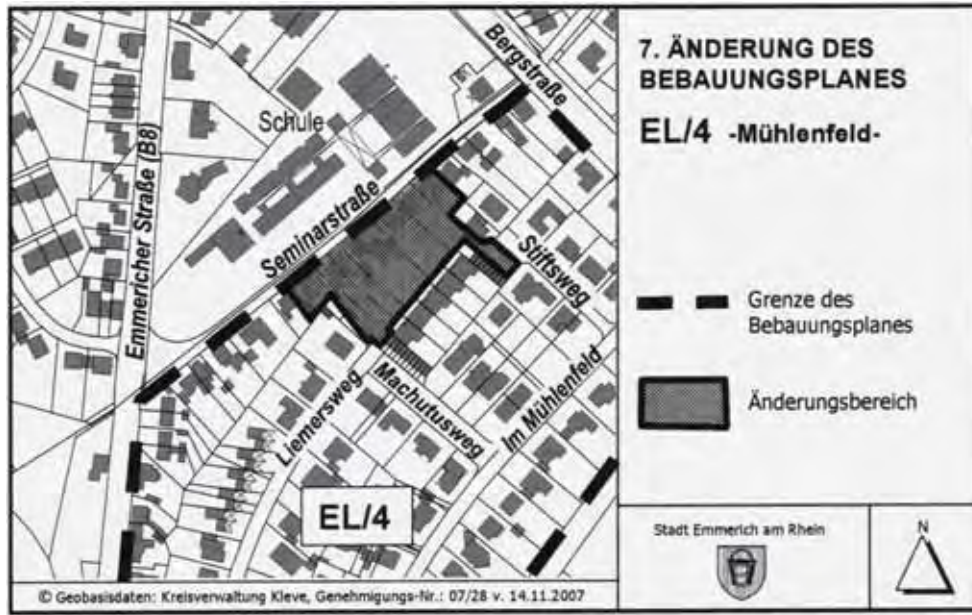 7. ÄNDERUNG DES
BEBAUUNGSPLANES
EL/4 -Mühlenfeld-
Bergstraße
Schule
Emmericher Straße (B8)
Seminarstraße
Stiftsweg
Liemersweg
Machutusweg
Im Mühlenfeld
EL/4
Grenze des
Bebauungsplanes
Änderungsbereich
Stadt Emmerich am Rhein
N
© Geobasisdaten: Kreisverwaltung Kleve, Genehmigungs-Nr.: 07/28 v. 14.11.2007